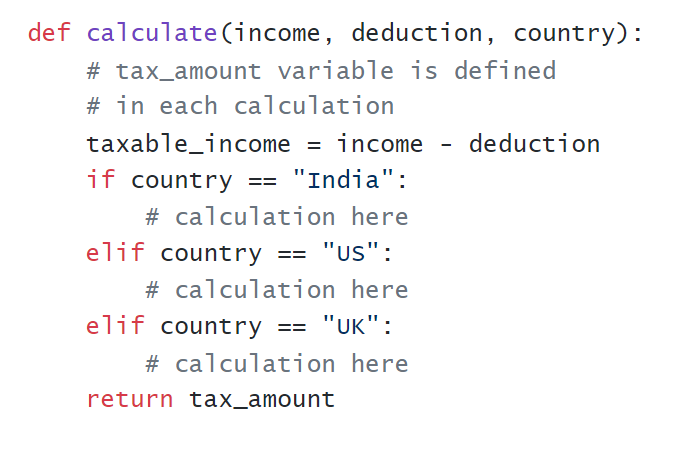 def calculate(income, deduction, country):
    # tax_amount variable is defined
    # in each calculation
    taxable_income = income - deduction
    if country == "India":
        # calculation here
    elif country == "US":
        # calculation here
    elif country == "UK":
        # calculation here
    return tax_amount